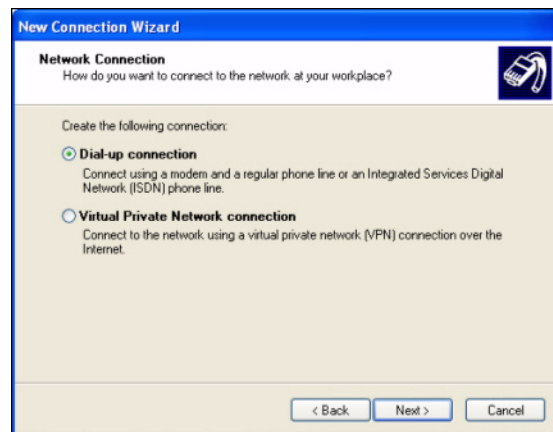 New Connection Wizard
Network Connection
How do you want to connect to the network at your workplace?
Create the following connection:
Dial-up connection
Connect using a modem and a regular phone line or an Integrated Services Digital
Network (ISDN) phone line.
Virtual Private Network connection
Connect to the network using a virtual private network (VPN) connection over the
Internet.
< Back
Next >
Cancel